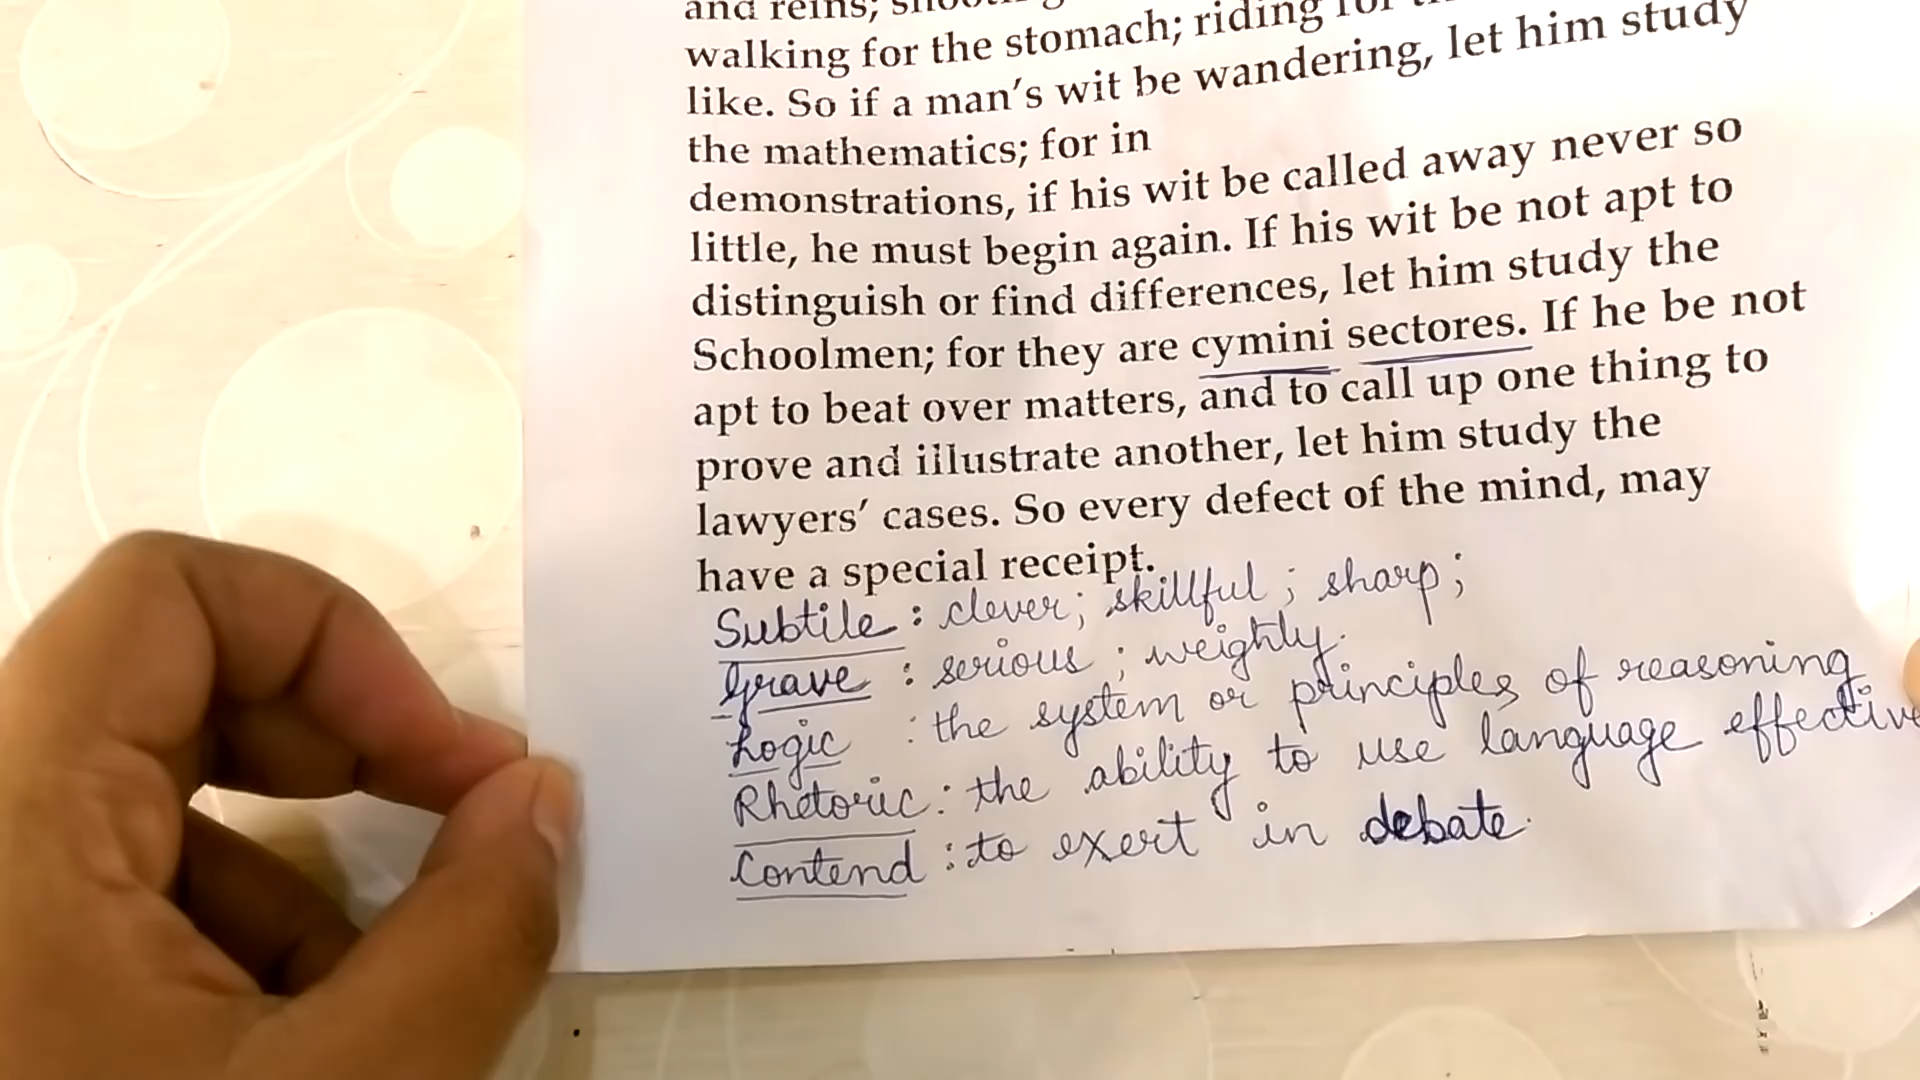 and reins;
walking for the stomach; riding for
like. So if a man's wit be wandering, let him study
the mathematics; for in
demonstrations, if his wit be called away never so
little, he must begin again. If his wit be not apt to
distinguish or find differences, let him study the
Schoolmen; for they are cymini sectores. If he be not
apt to beat over matters, and to call up one thing to
prove and illustrate another, let him study the
lawyers' cases. So every defect of the mind, may
have a special receipt.
Subtile : clever; skillful ; sharp ;
Grave : serious ; weighly.
Logic : the system or principles of reasoning
Rhetoric : the ability to use language effective
Contend : to exert in debate.